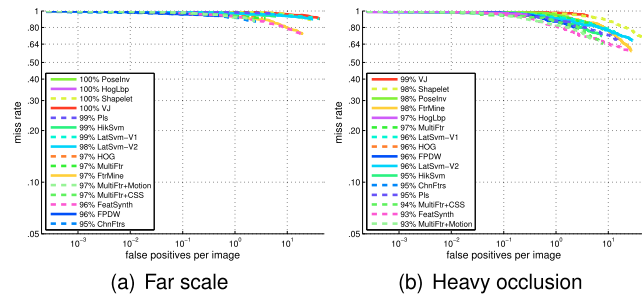 1
.80
.64
.50
.40
.30
.20
.10
.05
miss rate
100% PoseInv
100% HogLbp
100% Shapelet
100% VJ
99% Pls
99% HikSvm
99% LatSvm-V1
98% LatSvm-V2
97% HOG
97% MultiFtr
97% FtrMine
97% MultiFtr+Motion
97% MultiFtr+CSS
96% FeatSynth
96% FPDW
95% ChnFtrs
10⁻³ 10⁻² 10⁻¹ 10⁰ 10¹
false positives per image
(a) Far scale
1
.80
.64
.50
.40
.30
.20
.10
.05
miss rate
99% VJ
98% Shapelet
98% PoseInv
98% FtrMine
97% HogLbp
97% MultiFtr
96% LatSvm-V1
96% HOG
96% FPDW
96% LatSvm-V2
95% HikSvm
95% ChnFtrs
95% Pls
94% MultiFtr+CSS
93% FeatSynth
93% MultiFtr+Motion
10⁻³ 10⁻² 10⁻¹ 10⁰ 10¹
false positives per image
(b) Heavy occlusion